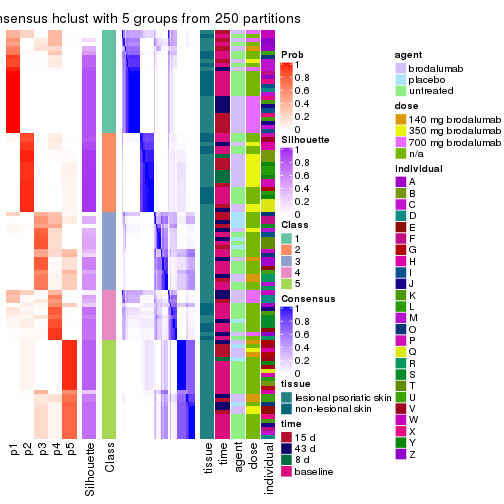 nsensus hclust with 5 groups from 250 partitions
Prob
1
0.8
0.6
0.4
0.2
0
Silhouette
1
0.8
0.6
0.4
0.2
0
Class
1
2
3
4
5
Consensus
1
0.8
0.6
0.4
0.2
0
tissue
lesional psoriatic skin
non-lesional skin
time
15 d
43 d
8 d
baseline
agent
brodalumab
placebo
untreated
dose
140 mg brodalumab
350 mg brodalumab
700 mg brodalumab
n/a
individual
A
B
C
D
E
F
G
H
I
J
K
L
M
O
P
Q
R
S
T
U
V
W
X
Y
Z
p1
p2
p3
p4
p5
Silhouette
Class
tissue
time
agent
dose
individual